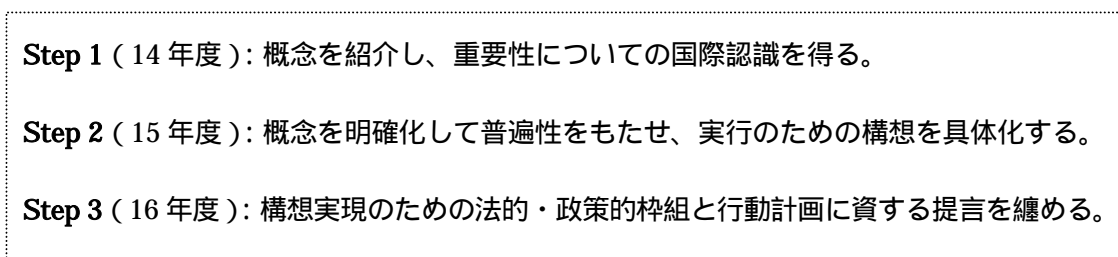 Step 1 ( 14 年度 ) : 概念を紹介し、重要性についての国際認識を得る。
Step 2 ( 15 年度 ) : 概念を明確化して普遍性をもたせ、実行のための構想を具体化する。
Step 3 ( 16 年度 ) : 構想実現のための法的・政策的枠組と行動計画に資する提言を纏める。